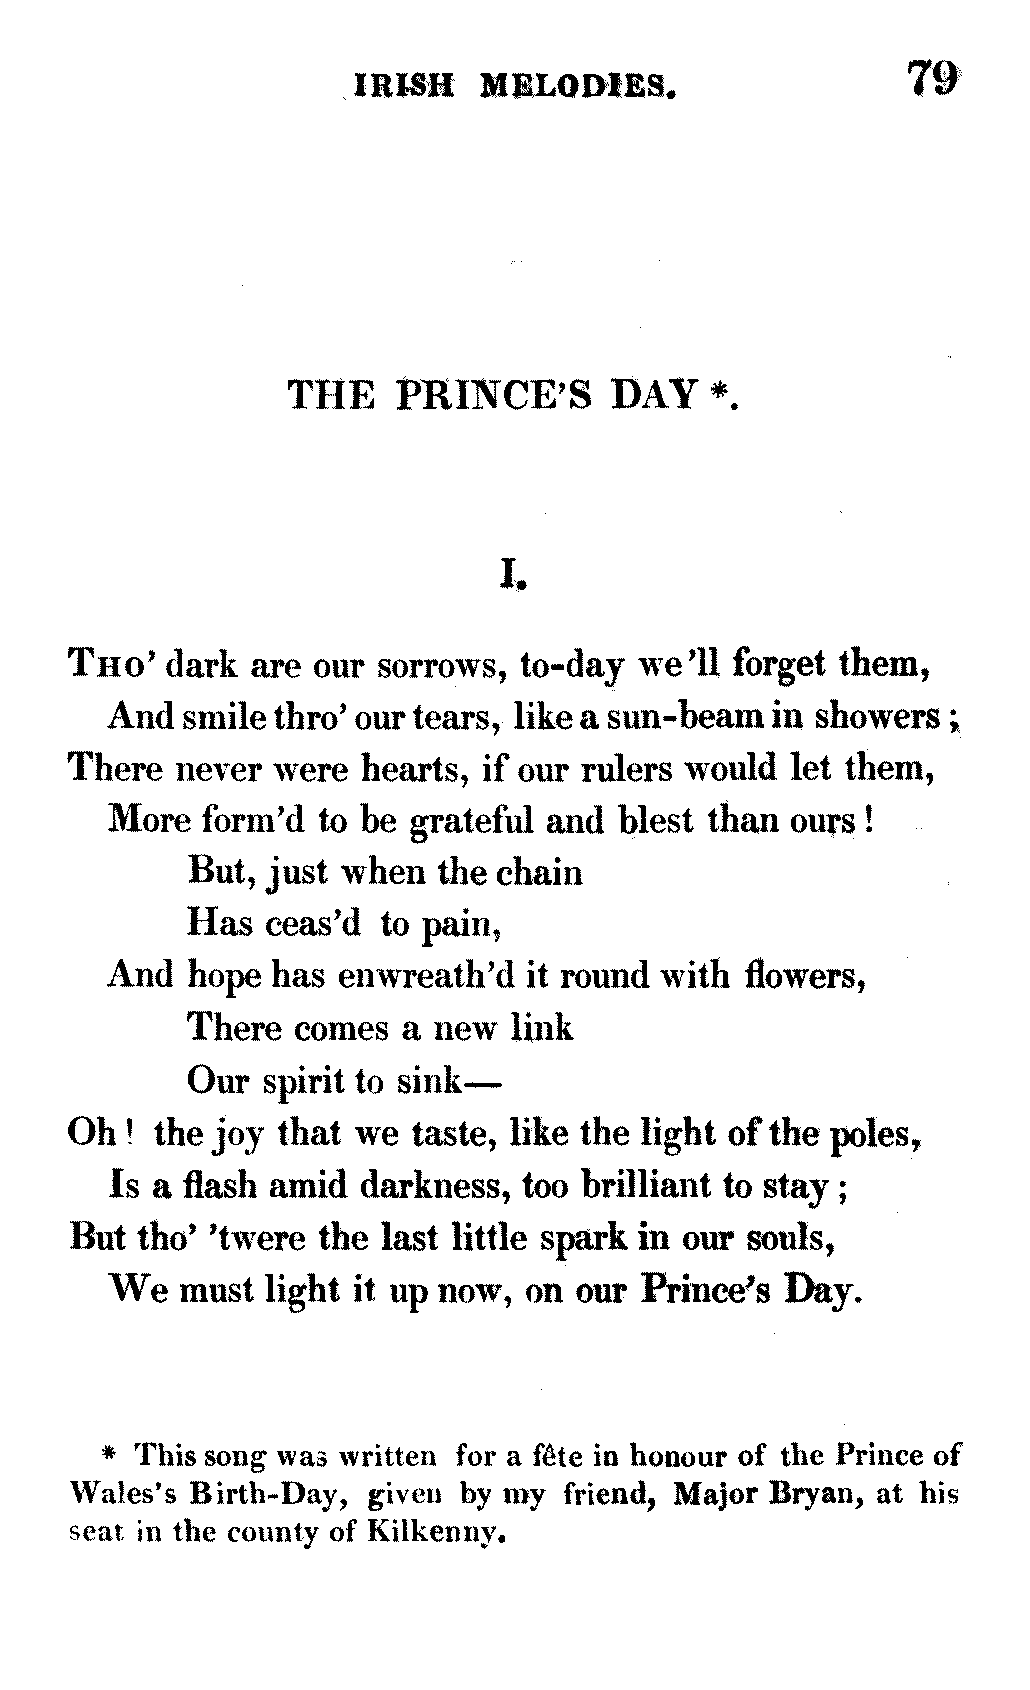 IRISH MELODIES. 79
THE PRINCE'S DAY *.
I.
THO' dark are our sorrows, to-day we'll forget them,
And smile thro' our tears, like a sun-beam in showers ;
There never were hearts, if our rulers would let them,
More form'd to be grateful and blest than ours !
But, just when the chain
Has ceas'd to pain,
And hope has enwreath'd it round with flowers,
There comes a new link
Our spirit to sink—
Oh ! the joy that we taste, like the light of the poles,
Is a flash amid darkness, too brilliant to stay ;
But tho' 'twere the last little spark in our souls,
We must light it up now, on our Prince's Day.
* This song was written for a fête in honour of the Prince of
Wales's Birth-Day, given by my friend, Major Bryan, at his
seat in the county of Kilkenny.